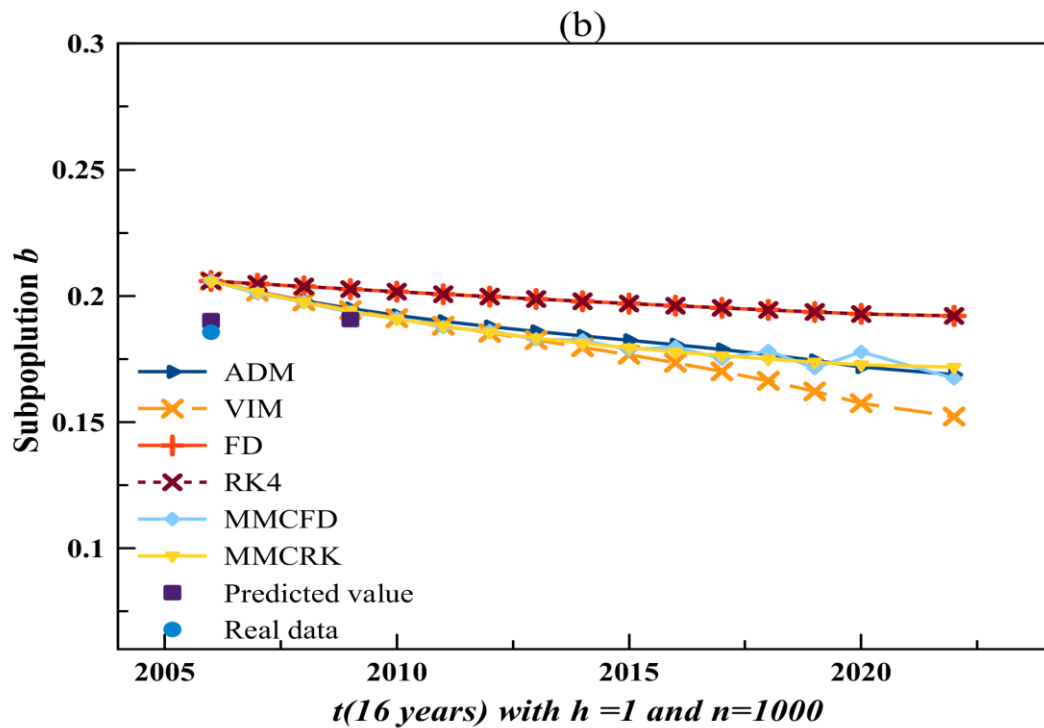 (b)
0.3
0.25
0.2
0.15
0.1
Subpoplution b
ADM
VIM
FD
RK4
MMCFD
MMCRK
Predicted value
Real data
2005 2010 2015 2020
t(16 years) with h =1 and n=1000